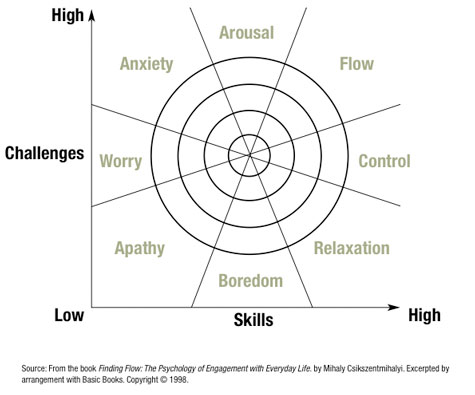 High
Arousal
Anxiety
Flow
Challenges
Worry
Control
Apathy
Relaxation
Boredom
Low
Skills
High
Source: From the book Finding Flow: The Psychology of Engagement with Everyday Life. by Mihaly Csikszentmihalyi. Excerpted by
arrangement with Basic Books. Copyright © 1998.